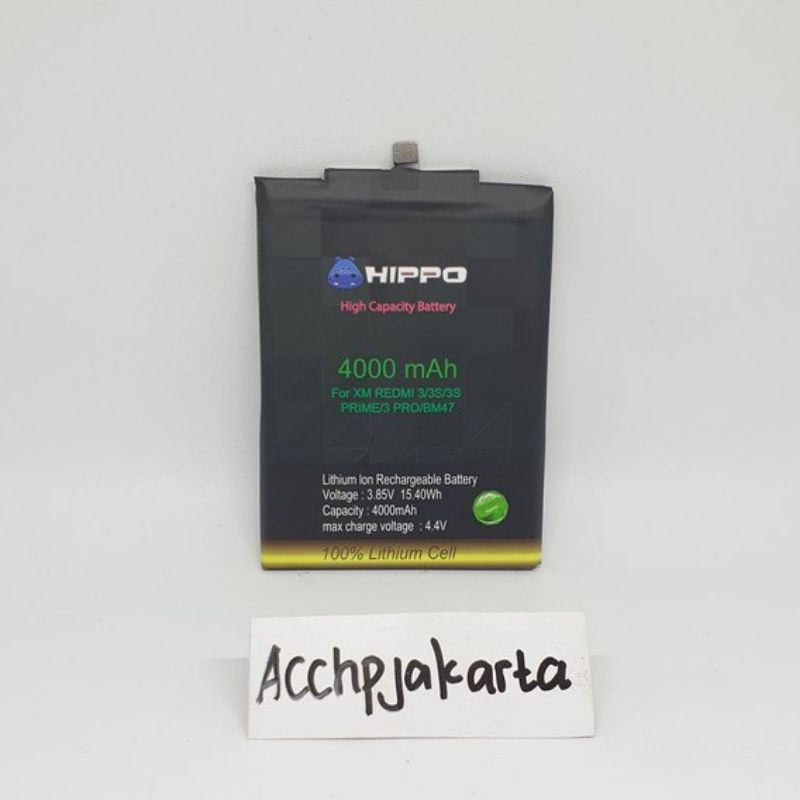 HIPPO
High Capacity Battery
4000 mAh
For XM REDMI 3/3S/3S
PRIME/3 PRO/BM47
Lithium Ion Rechargeable Battery
Voltage : 3.85V 15.40Wh
Capacity : 4000mAh
max charge voltage : 4.4V
100% Lithium Cell
Acchpjakarta